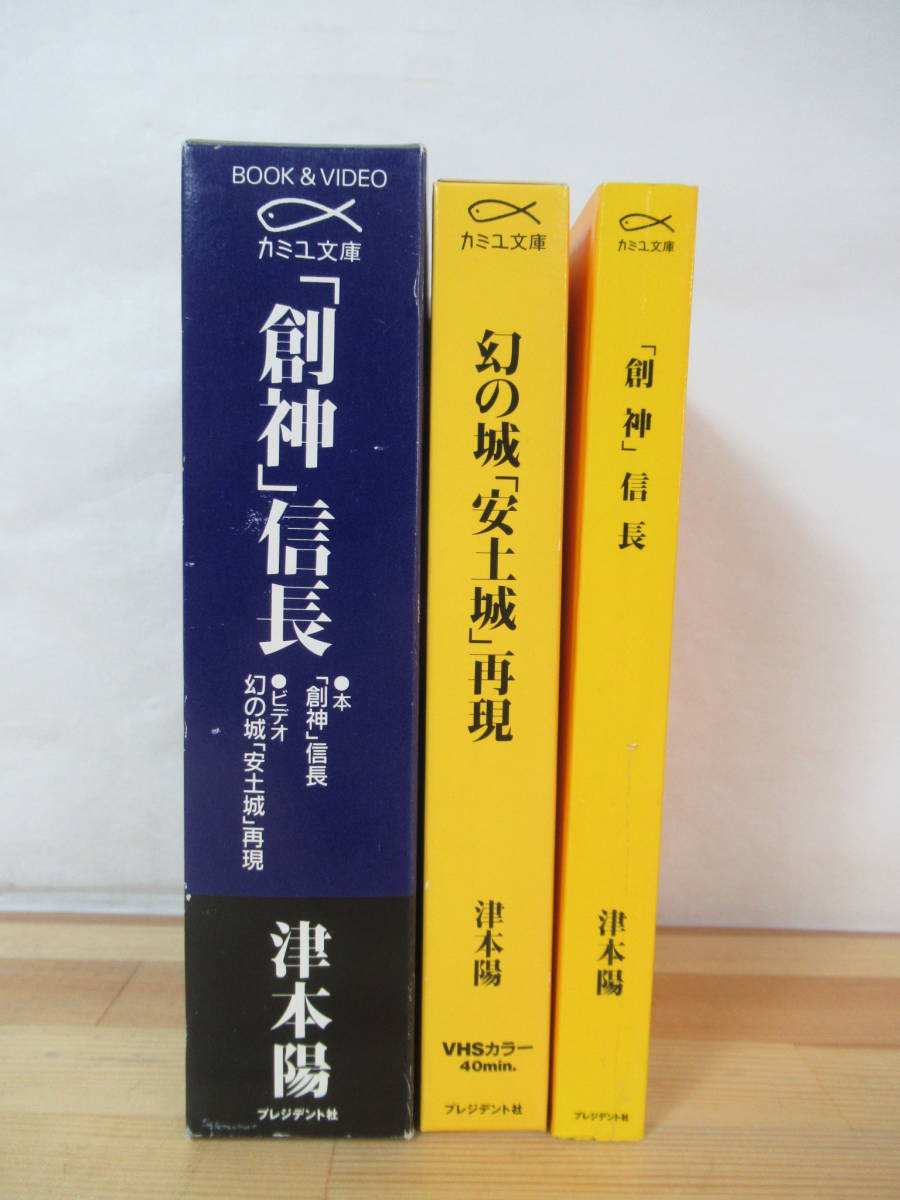 BOOK & VIDEO
カミユ文庫
「創神」信長
●本
「創神」信長
●ビデオ
幻の城「安土城」再現
津本陽
プレジデント社
カミユ文庫
幻の城「安土城」再現
津本陽
VHSカラー
40min.
プレジデント社
カミユ文庫
「創神」信長
津本陽
プレジデント社